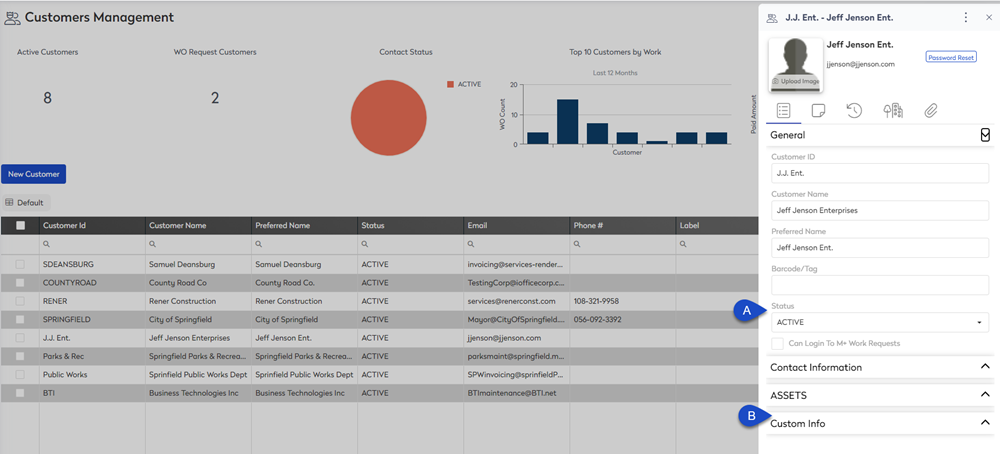 Customers Management
Active Customers
8
WO Request Customers
2
Contact Status
ACTIVE
Top 10 Customers by Work
Last 12 Months
WO Count
20
10
0
Customer
Paid Amount
New Customer
Default
Customer Id Customer Name Preferred Name Status Email Phone # Label
SDEANSBURG Samuel Deansburg Samuel Deansburg ACTIVE invoicing@services-render...
COUNTYROAD County Road Co County Road Co. ACTIVE TestingCorp@iofficecorp.c...
RENER Rener Construction Rener Construction ACTIVE services@renerconst.com 108-321-9958
SPRINGFIELD City of Springfield City of Springfield ACTIVE Mayor@CityOfSpringfield.... 056-092-3392
J.J. Ent. Jeff Jenson Enterprises Jeff Jenson Ent. ACTIVE jjenson@jjenson.com
Parks & Rec Springfield Parks & Recrea... Springfield Parks & Recrea... ACTIVE parksmaint@springfield.m...
Public Works Sprinfield Public Works Dept Sprinfield Public Works Dept ACTIVE SPWinvoicing@sprinfieldP...
BTI Business Technologies Inc Business Technologies Inc ACTIVE BTImaintenance@BTI.net
J.J. Ent. - Jeff Jenson Ent.
Jeff Jenson Ent.
jjenson@jjenson.com
Password Reset
Upload Image
General
Customer ID
J.J. Ent.
Customer Name
Jeff Jenson Enterprises
Preferred Name
Jeff Jenson Ent.
Barcode/Tag
A
Status
ACTIVE
Can Login To M+ Work Requests
Contact Information
ASSETS
B
Custom Info